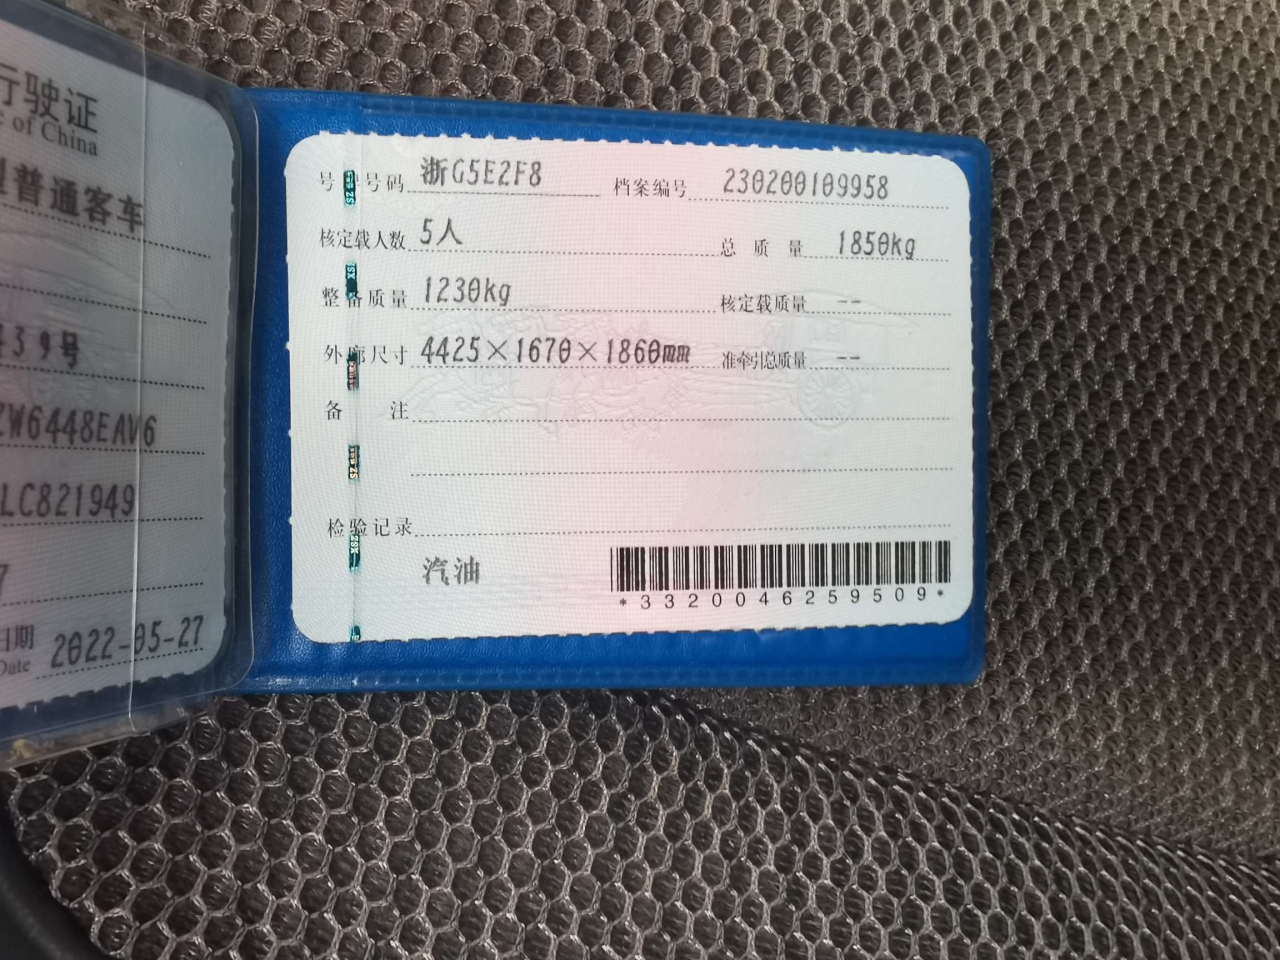 行驶证
e of China
型普通客车
39号
ZW6448EAV6
LC821949
7
日期
Date 2022-05-27
号牌号码 浙G5E2F8 档案编号 230200109958
核定载人数 5人 总质量 1850kg
整备质量 1230kg 核定载质量 --
外廓尺寸 4425×1670×1860mm 准牵引总质量 --
备注
检验记录
汽油
*3320046259509*